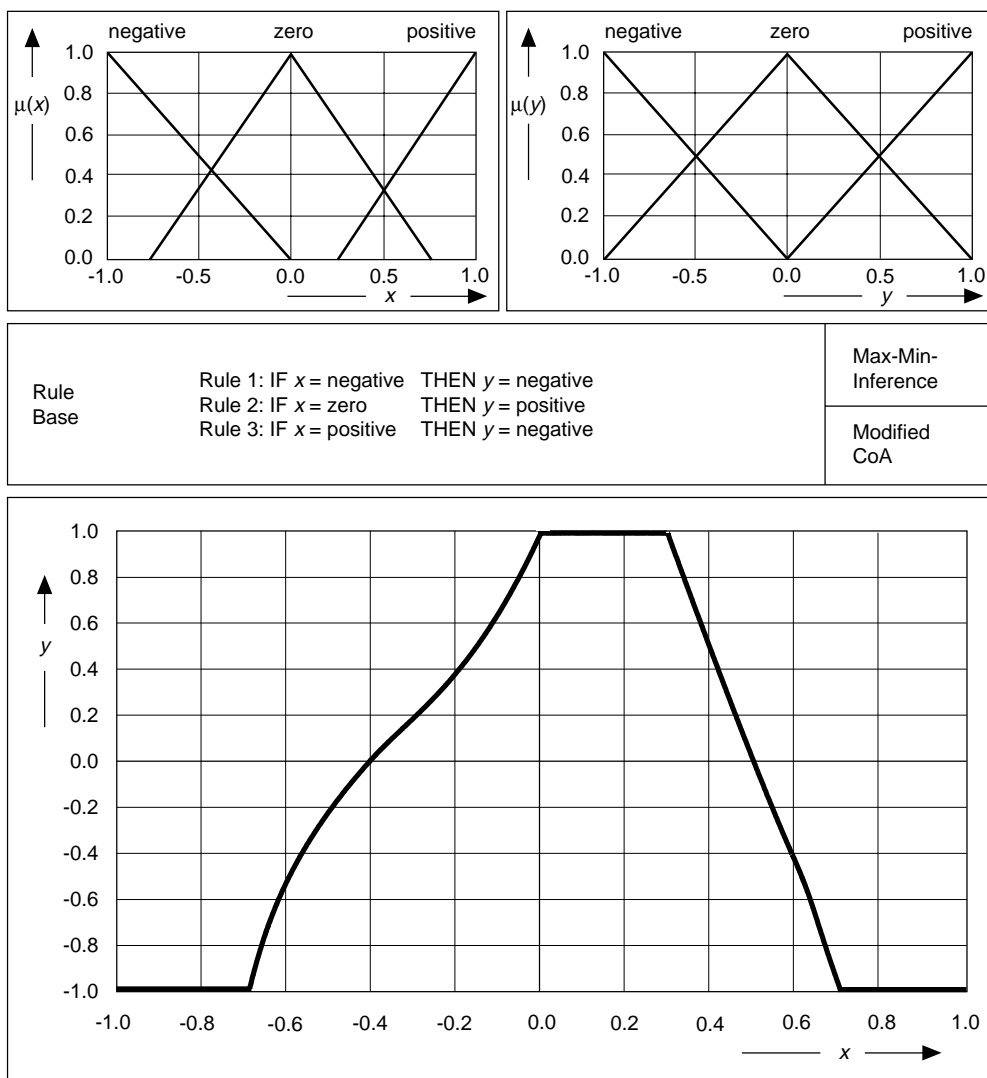 negative zero positive
1.0
0.8
μ(x)
0.6
0.4
0.2
0.0
-1.0 -0.5 0.0 0.5 1.0
x
negative zero positive
1.0
0.8
μ(y)
0.6
0.4
0.2
0.0
-1.0 -0.5 0.0 0.5 1.0
y
Rule
Base
Rule 1: IF x = negative THEN y = negative
Rule 2: IF x = zero THEN y = positive
Rule 3: IF x = positive THEN y = negative
Max-Min-
Inference
Modified
CoA
1.0
0.8
0.6
y
0.4
0.2
0.0
-0.2
-0.4
-0.6
-0.8
-1.0
-1.0 -0.8 -0.6 -0.4 -0.2 0.0 0.2 0.4 0.6 0.8 1.0
x